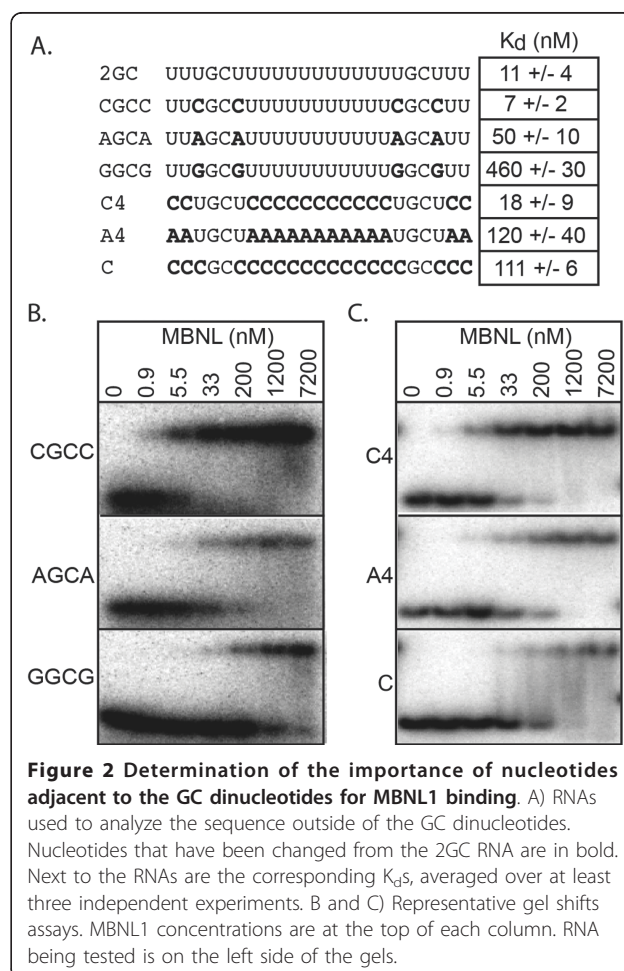 A.
Kd (nM)
2GC UUUGCUUUUUUUUUUUUUGCUUU 11 +/- 4
CGCC UUCGCCUUUUUUUUUUUCGCCUU 7 +/- 2
AGCA UUAGCAUUUUUUUUUUUAGCAUU 50 +/- 10
GGCG UUGGCGUUUUUUUUUUUGGCGUU 460 +/- 30
C4 CCUGCUCCCCCCCCCCCUGCUCC 18 +/- 9
A4 AAUGCUAAAAAAAAAAAUGCUAA 120 +/- 40
C CCCGCCCCCCCCCCCCCCGCCCC 111 +/- 6
B.
MBNL (nM)
0 0.9 5.5 33 200 1200 7200
CGCC
AGCA
GGCG
C.
MBNL (nM)
0 0.9 5.5 33 200 1200 7200
C4
A4
C
Figure 2 Determination of the importance of nucleotides
adjacent to the GC dinucleotides for MBNL1 binding. A) RNAs
used to analyze the sequence outside of the GC dinucleotides.
Nucleotides that have been changed from the 2GC RNA are in bold.
Next to the RNAs are the corresponding Kds, averaged over at least
three independent experiments. B and C) Representative gel shifts
assays. MBNL1 concentrations are at the top of each column. RNA
being tested is on the left side of the gels.